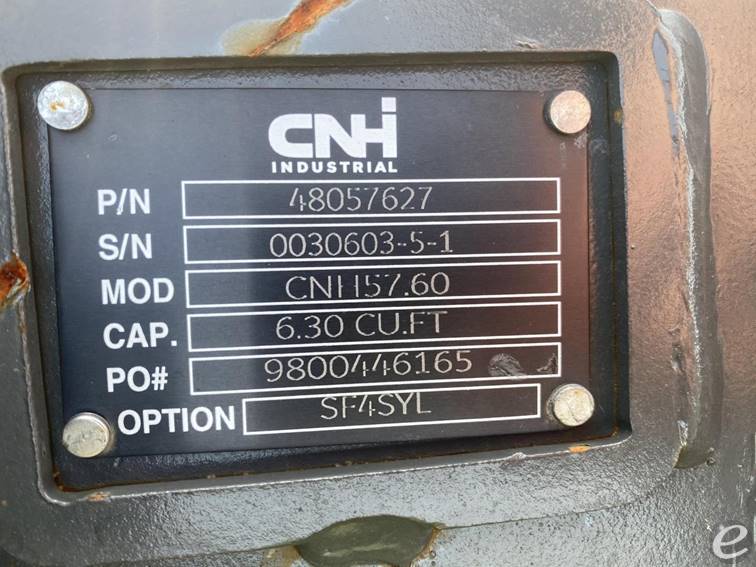 CNH
INDUSTRIAL
P/N 48057627
S/N 0030603-5-1
MOD CNH57.60
CAP. 6.30 CU.FT
PO# 9800446165
OPTION SF4SYL